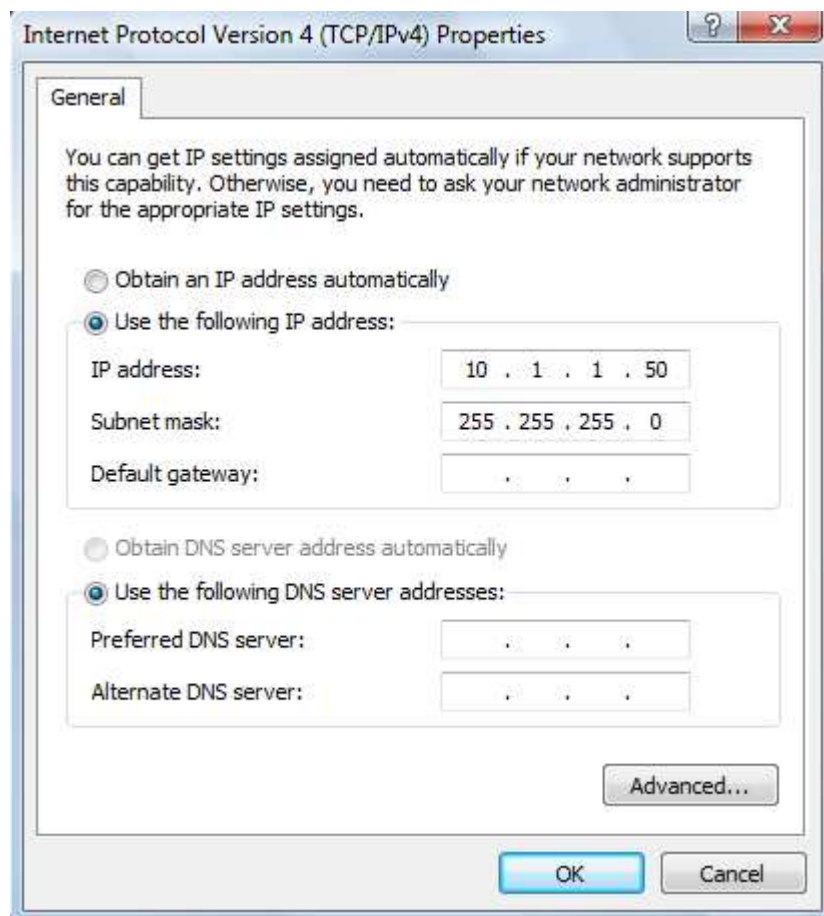 Internet Protocol Version 4 (TCP/IPv4) Properties
?
General
You can get IP settings assigned automatically if your network supports
this capability. Otherwise, you need to ask your network administrator
for the appropriate IP settings.
Obtain an IP address automatically
Use the following IP address:
IP address: 10 . 1 . 1 . 50
Subnet mask: 255 . 255 . 255 . 0
Default gateway: . . .
Obtain DNS server address automatically
Use the following DNS server addresses:
Preferred DNS server: . . .
Alternate DNS server: . . .
Advanced...
OK Cancel